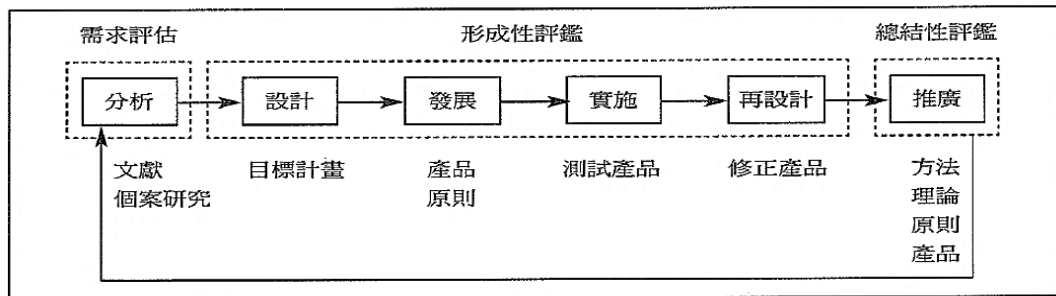 需求評估
形成性評鑑
總結性評鑑
分析
設計
發展
實施
再設計
推廣
文獻
個案研究
目標計畫
產品
原則
測試產品
修正產品
方法
理論
原則
產品